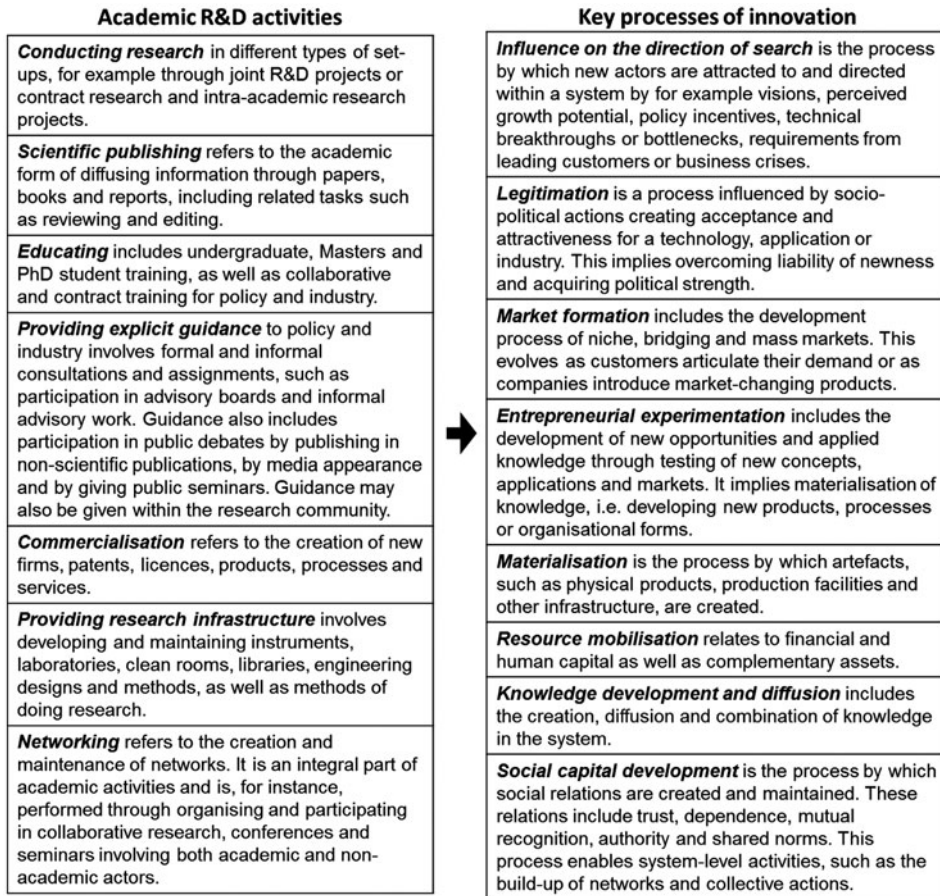 Academic R&D activities
Conducting research in different types of set-
ups, for example through joint R&D projects or
contract research and intra-academic research
projects.
Scientific publishing refers to the academic
form of diffusing information through papers,
books and reports, including related tasks such
as reviewing and editing.
Educating includes undergraduate, Masters and
PhD student training, as well as collaborative
and contract training for policy and industry.
Providing explicit guidance to policy and
industry involves formal and informal
consultations and assignments, such as
participation in advisory boards and informal
advisory work. Guidance also includes
participation in public debates by publishing in
non-scientific publications, by media appearance
and by giving public seminars. Guidance may
also be given within the research community.
Commercialisation refers to the creation of new
firms, patents, licences, products, processes and
services.
Providing research infrastructure involves
developing and maintaining instruments,
laboratories, clean rooms, libraries, engineering
designs and methods, as well as methods of
doing research.
Networking refers to the creation and
maintenance of networks. It is an integral part of
academic activities and is, for instance,
performed through organising and participating
in collaborative research, conferences and
seminars involving both academic and non-
academic actors.
Key processes of innovation
Influence on the direction of search is the process
by which new actors are attracted to and directed
within a system by for example visions, perceived
growth potential, policy incentives, technical
breakthroughs or bottlenecks, requirements from
leading customers or business crises.
Legitimation is a process influenced by socio-
political actions creating acceptance and
attractiveness for a technology, application or
industry. This implies overcoming liability of newness
and acquiring political strength.
Market formation includes the development
process of niche, bridging and mass markets. This
evolves as customers articulate their demand or as
companies introduce market-changing products.
Entrepreneurial experimentation includes the
development of new opportunities and applied
knowledge through testing of new concepts,
applications and markets. It implies materialisation of
knowledge, i.e. developing new products, processes
or organisational forms.
Materialisation is the process by which artefacts,
such as physical products, production facilities and
other infrastructure, are created.
Resource mobilisation relates to financial and
human capital as well as complementary assets.
Knowledge development and diffusion includes
the creation, diffusion and combination of knowledge
in the system.
Social capital development is the process by which
social relations are created and maintained. These
relations include trust, dependence, mutual
recognition, authority and shared norms. This
process enables system-level activities, such as the
build-up of networks and collective actions.